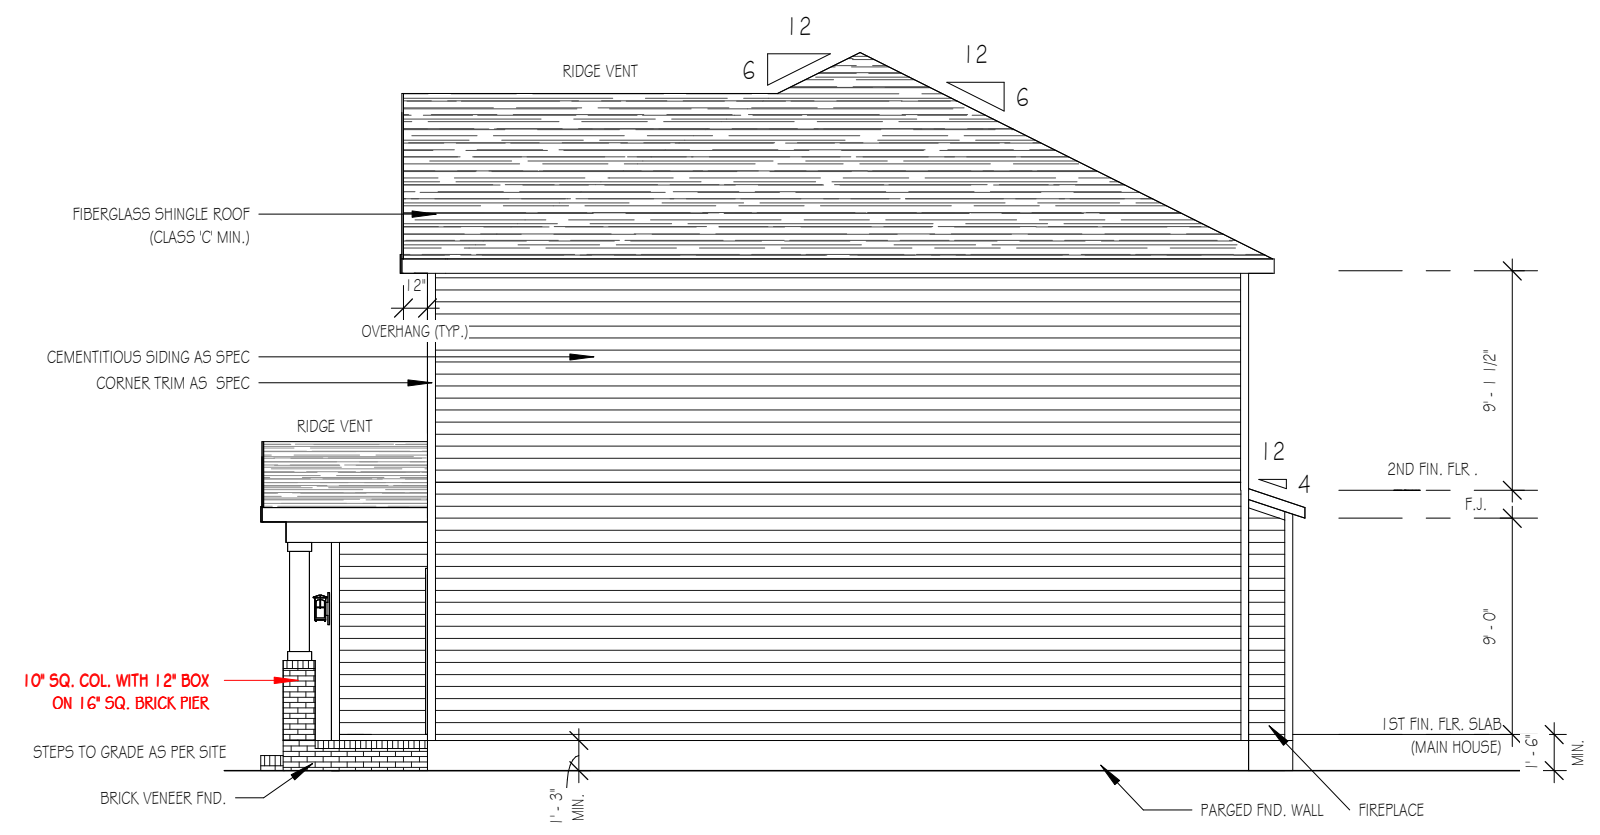 12
12
6
6
RIDGE VENT
FIBERGLASS SHINGLE ROOF
(CLASS 'C' MIN.)
12"
OVERHANG (TYP.)
CEMENTITIOUS SIDING AS SPEC
CORNER TRIM AS SPEC
9' - 1 1/2"
RIDGE VENT
12
4
2ND FIN. FLR .
F.J.
9' - 0"
10" SQ. COL. WITH 12" BOX
ON 16" SQ. BRICK PIER
STEPS TO GRADE AS PER SITE
BRICK VENEER FND.
1' - 3"
MIN.
1ST FIN. FLR. SLAB
(MAIN HOUSE)
1' - 6"
MIN.
PARGED FND. WALL
FIREPLACE